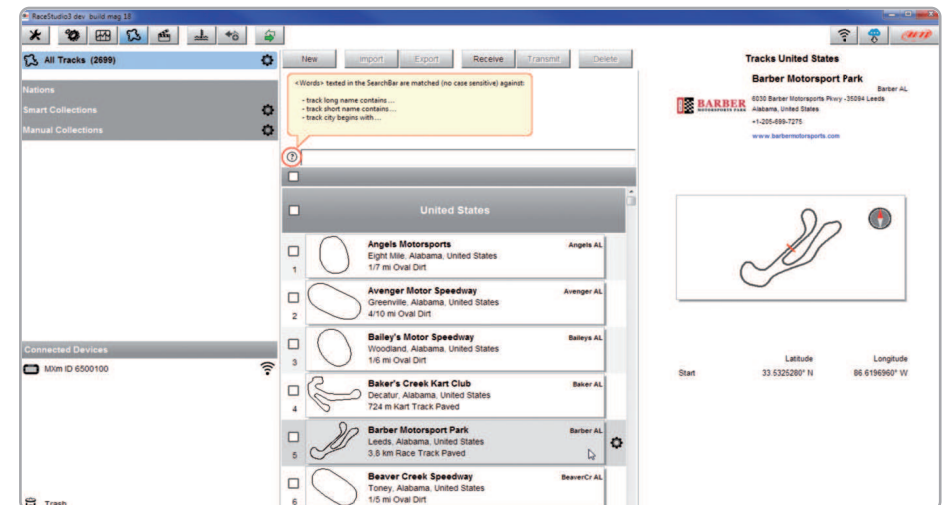 RaceStudio3 dev build mag 18
All Tracks (2699)
Nations
Smart Collections
Manual Collections
Connected Devices
MXm ID 6500100
Trash
New Import Export Receive Transmit Delete
<Words> texted in the SearchBar are matched (no case sensitive) against:
- track long name contains....
- track short name contains....
- track city begins with....
?
United States
Angels Motorsports Angels AL
Eight Mile, Alabama, United States
1/7 mi Oval Dirt
1
Avenger Motor Speedway Avenger AL
Greenville, Alabama, United States
4/10 mi Oval Dirt
2
Bailey's Motor Speedway Baileys AL
Woodland, Alabama, United States
1/6 mi Oval Dirt
3
Baker's Creek Kart Club Baker AL
Decatur, Alabama, United States
724 m Kart Track Paved
4
Barber Motorsport Park Barber AL
Leeds, Alabama, United States
3,8 km Race Track Paved
5
Beaver Creek Speedway BeaverCr AL
Toney, Alabama, United States
1/5 mi Oval Dirt
6
AiM
Tracks United States
Barber Motorsport Park
Barber AL
BARBER
MOTORSPORTS PARK
6030 Barber Motorsports Pkwy -35094 Leeds
Alabama, United States
+1-205-699-7275
www.barbermotorsports.com
Latitude Longitude
Start 33.5325280° N 86.6196960° W